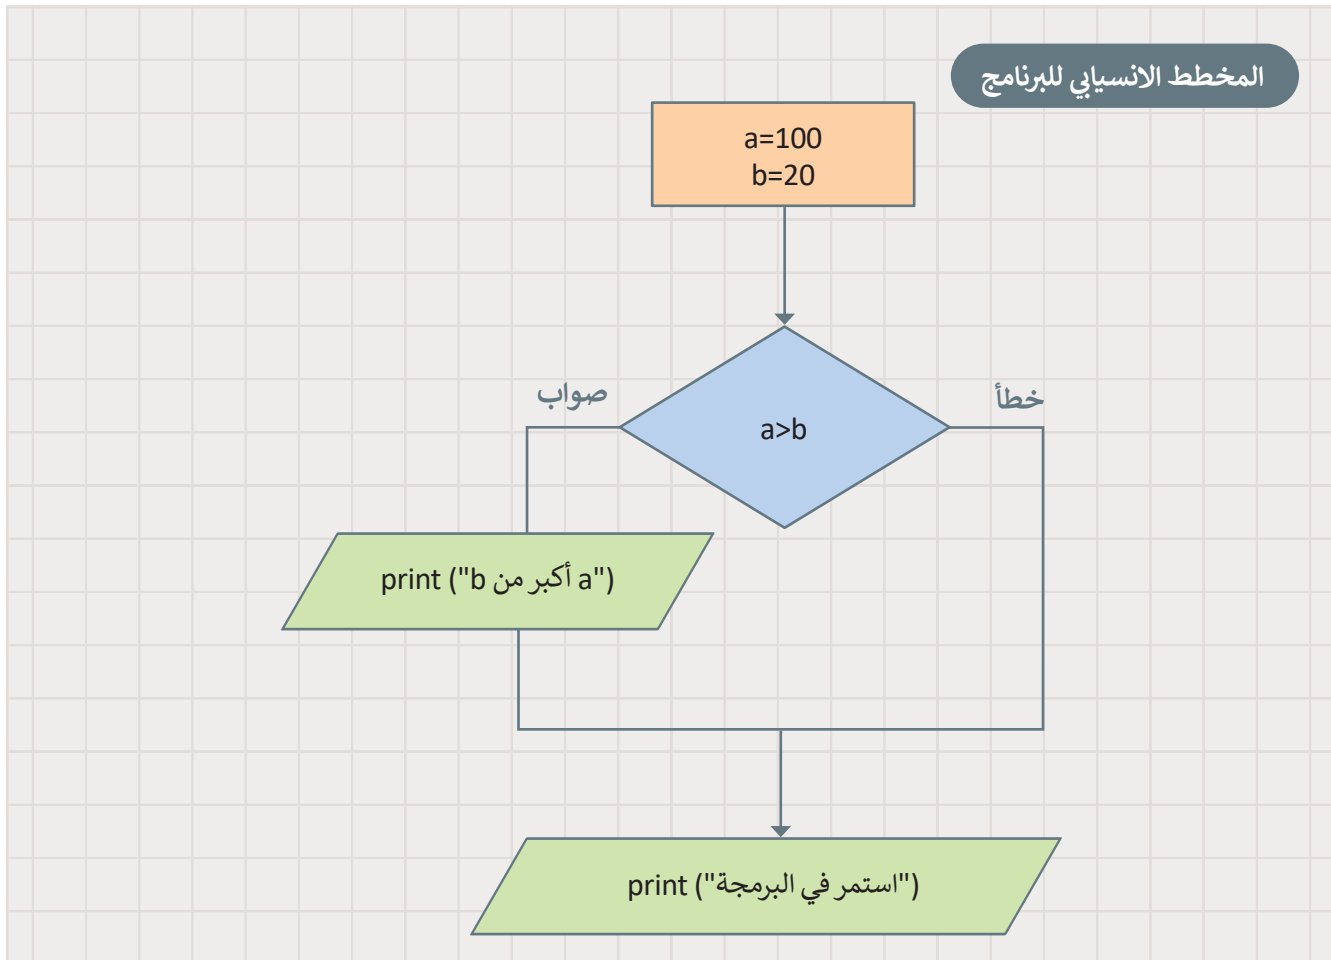 المخطط الانسيابي للبرنامج
a=100
b=20
a>b
صواب
خطأ
print ("a أكبر من b")
print ("استمر في البرمجة")